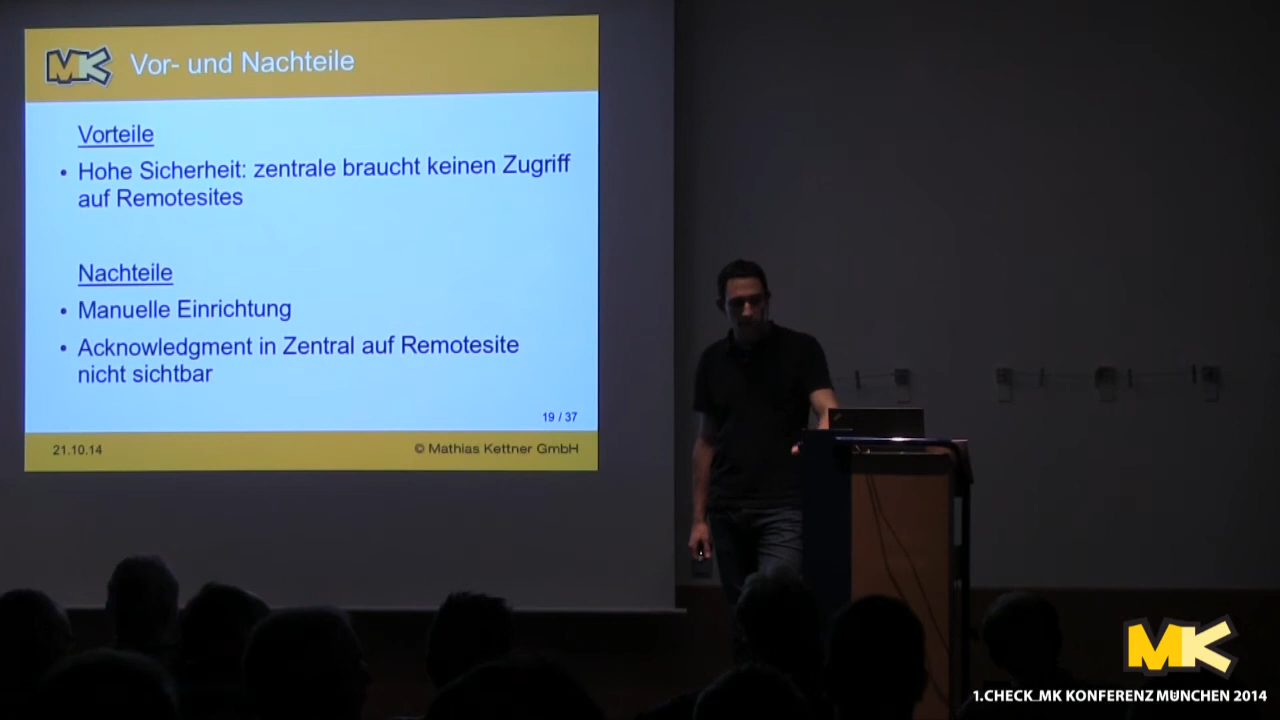 MK Vor- und Nachteile
Vorteile
• Hohe Sicherheit: zentrale braucht keinen Zugriff
auf Remotesites
Nachteile
• Manuelle Einrichtung
• Acknowledgment in Zentral auf Remotesite
nicht sichtbar
19 / 37
21.10.14 © Mathias Kettner GmbH
MK
1.CHECK_MK KONFERENZ MÜNCHEN 2014